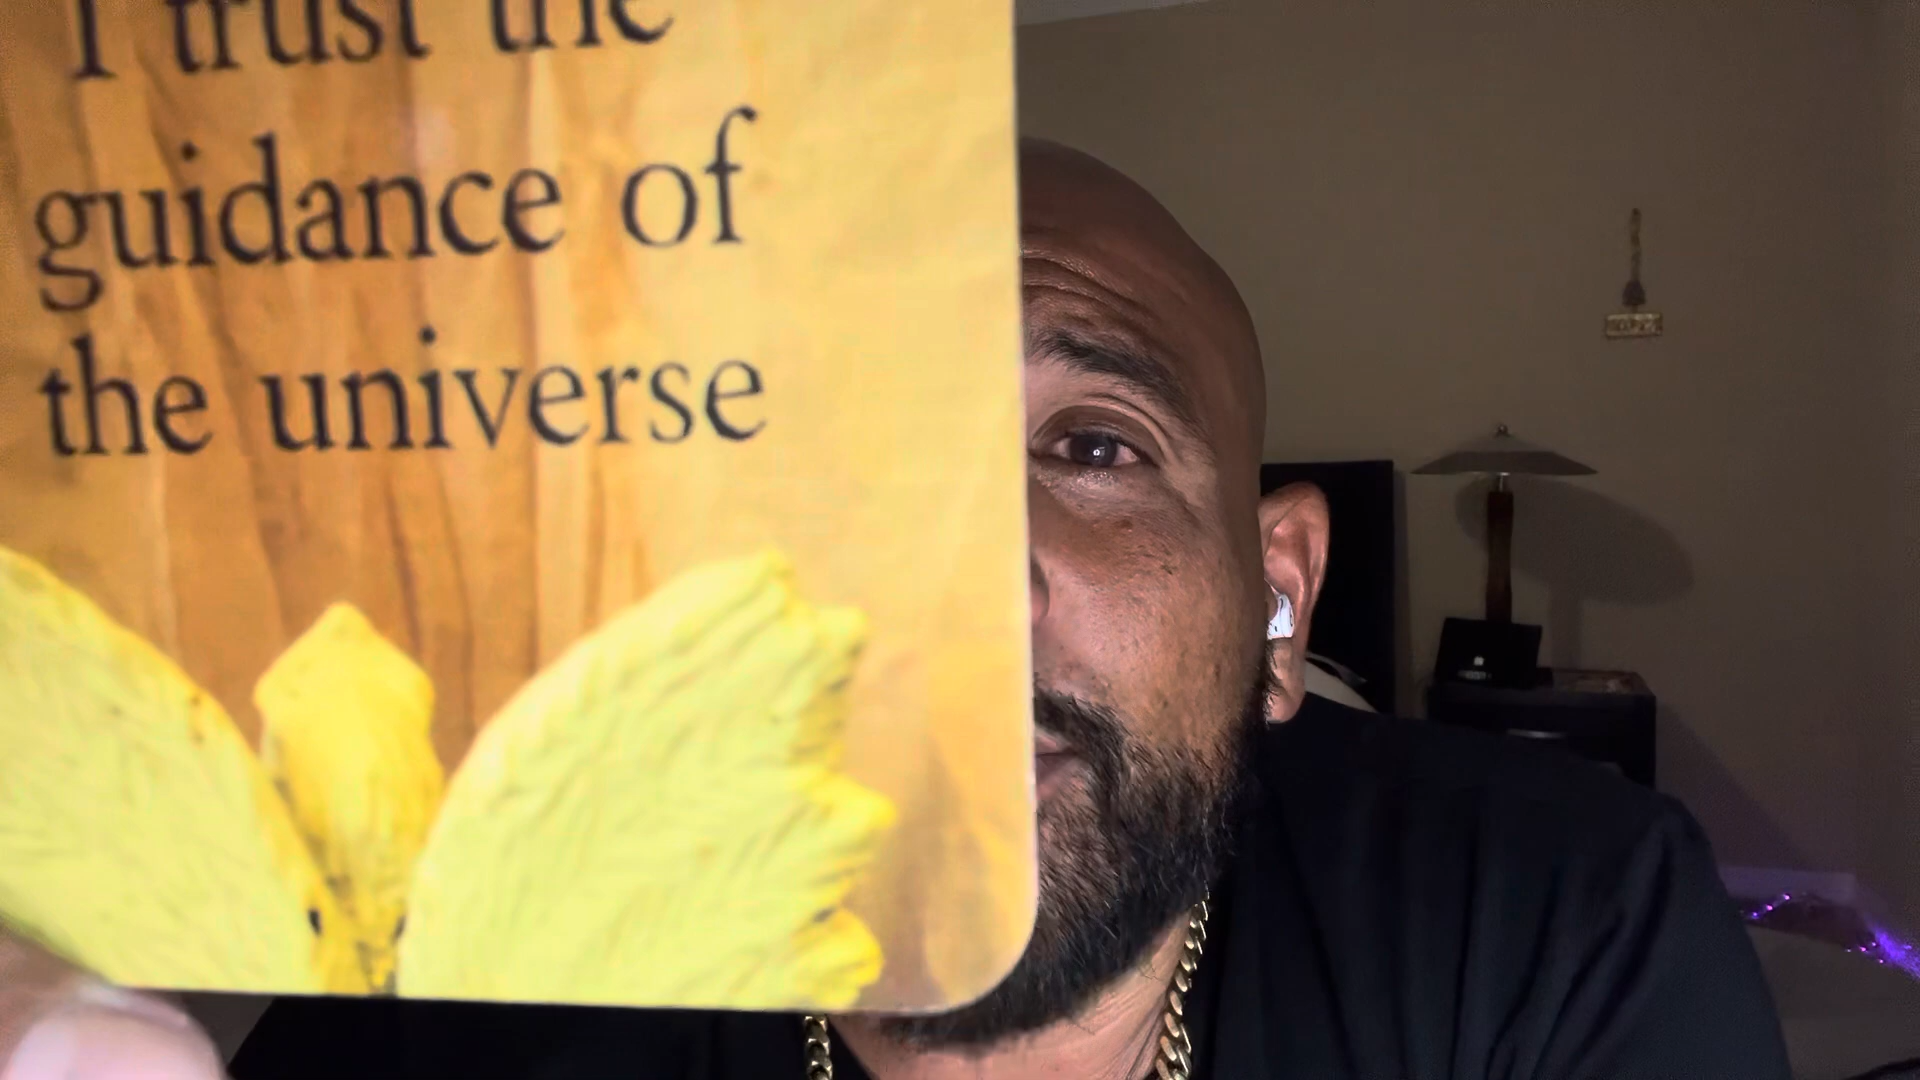 I trust the
guidance of
the universe